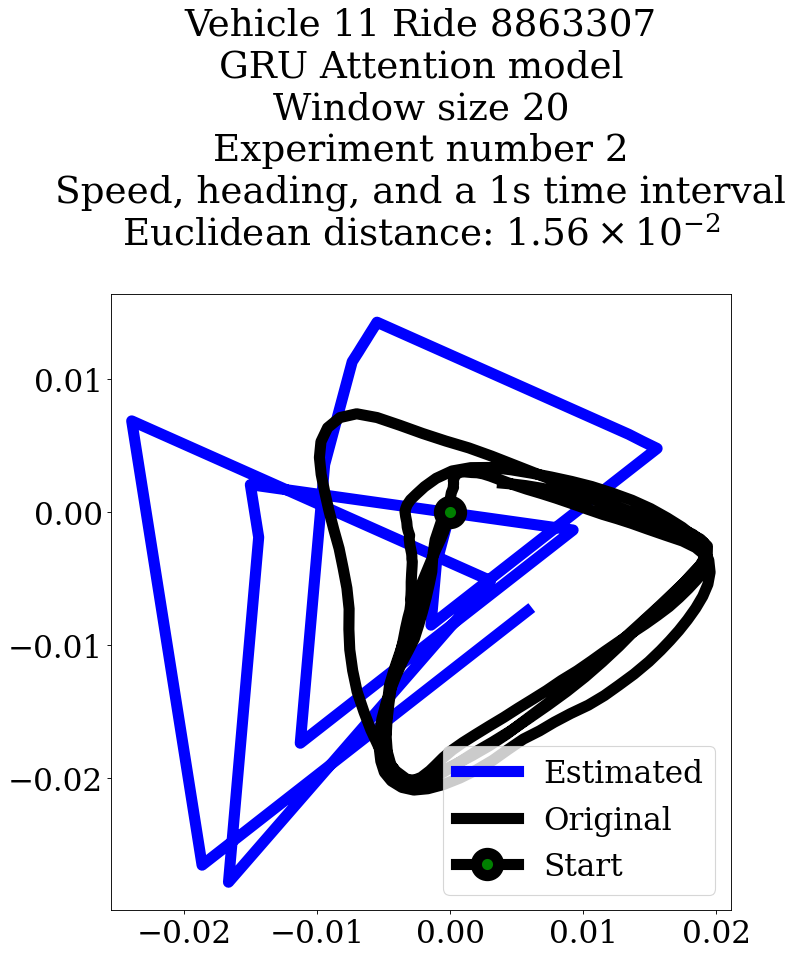 Vehicle 11 Ride 8863307
GRU Attention model
Window size 20
Experiment number 2
Speed, heading, and a 1s time interval
Euclidean distance: 1.56 × 10⁻²
0.01
0.00
−0.01
−0.02
Estimated
Original
Start
−0.02 −0.01 0.00 0.01 0.02